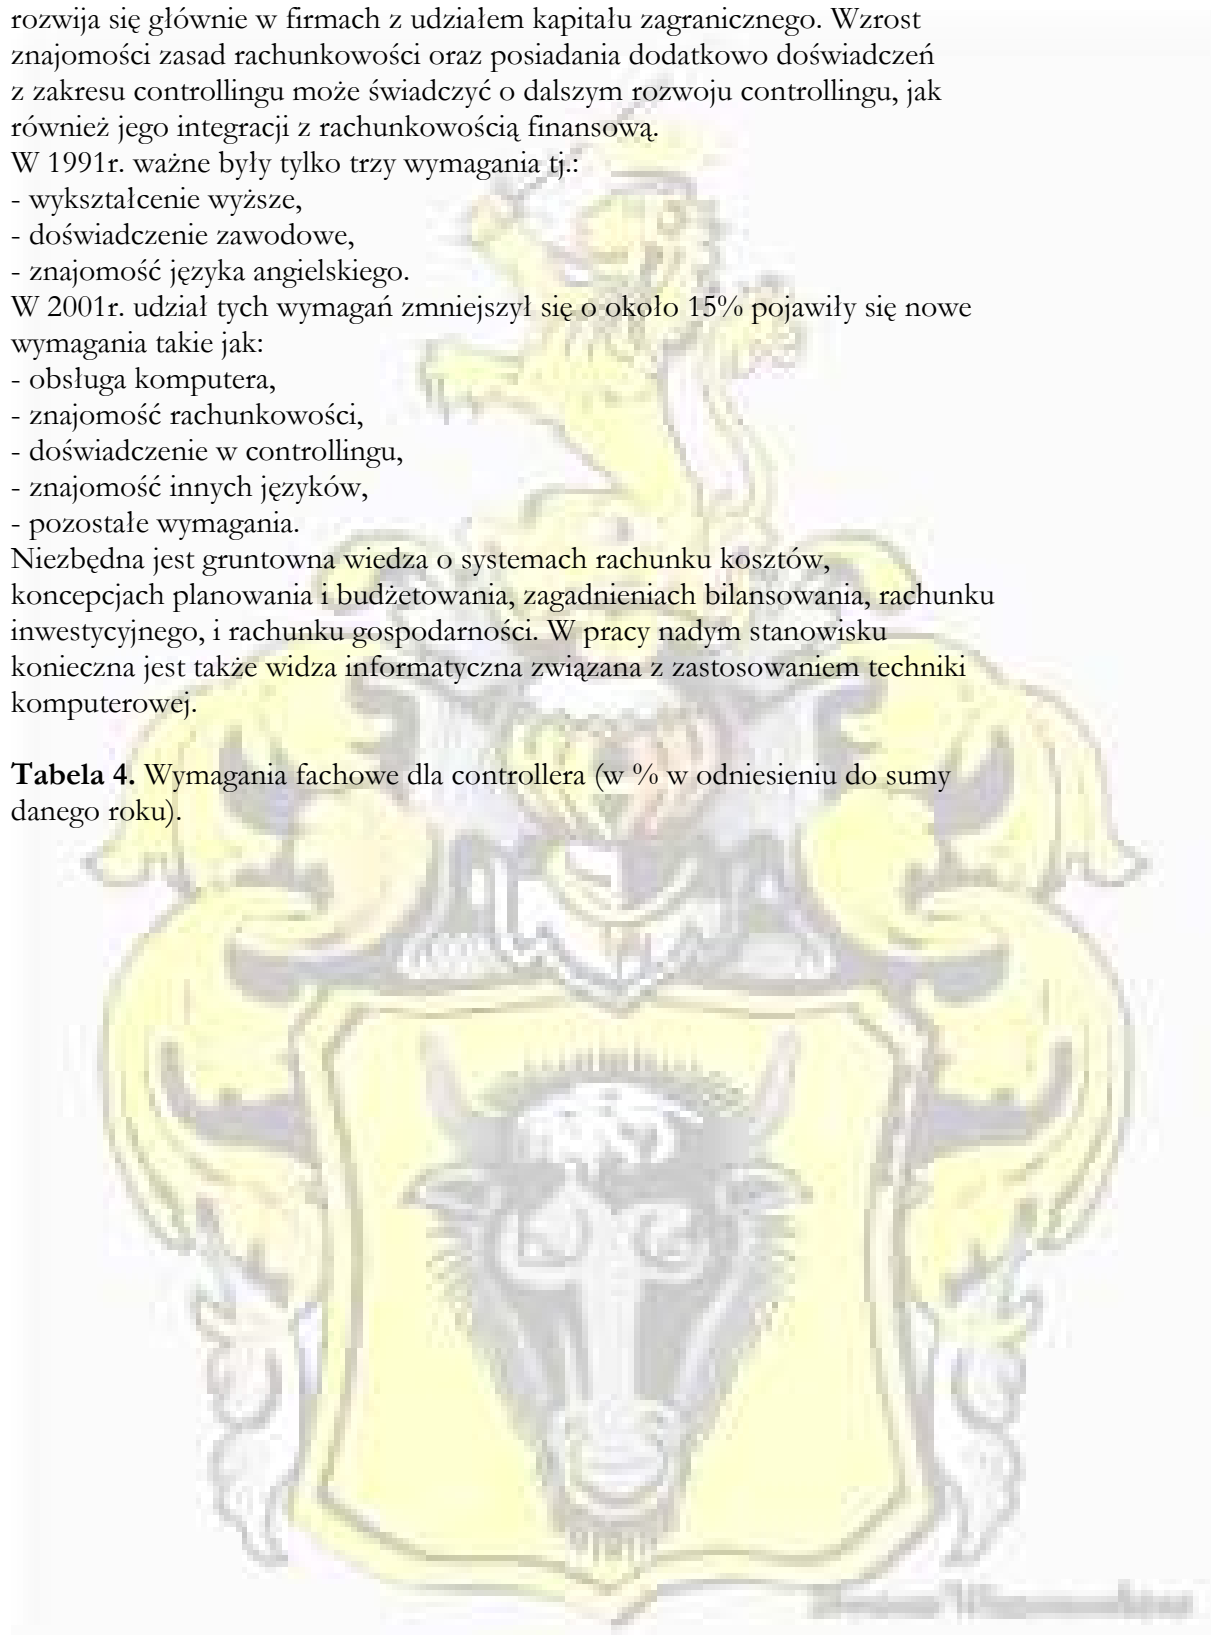 rozwija się głównie w firmach z udziałem kapitału zagranicznego. Wzrost
znajomości zasad rachunkowości oraz posiadania dodatkowo doświadczeń
z zakresu controllingu może świadczyć o dalszym rozwoju controllingu, jak
również jego integracji z rachunkowością finansową.
W 1991r. ważne były tylko trzy wymagania tj.:
- wykształcenie wyższe,
- doświadczenie zawodowe,
- znajomość języka angielskiego.
W 2001r. udział tych wymagań zmniejszył się o około 15% pojawiły się nowe
wymagania takie jak:
- obsługa komputera,
- znajomość rachunkowości,
- doświadczenie w controllingu,
- znajomość innych języków,
- pozostałe wymagania.
Niezbędna jest gruntowna wiedza o systemach rachunku kosztów,
koncepcjach planowania i budżetowania, zagadnieniach bilansowania, rachunku
inwestycyjnego, i rachunku gospodarności. W pracy nadym stanowisku
konieczna jest także widza informatyczna związana z zastosowaniem techniki
komputerowej.
Tabela 4. Wymagania fachowe dla controllera (w % w odniesieniu do sumy
danego roku).